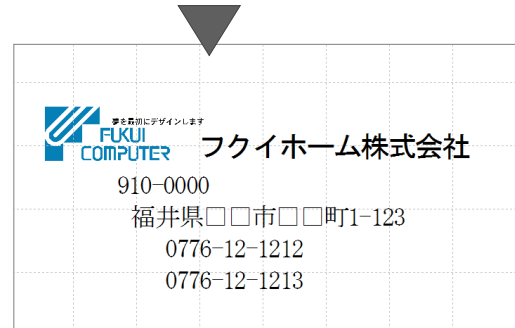 夢を最初にデザインします
FUKUI
COMPUTER
フクイホーム株式会社
910-0000
福井県□□市□□町1-123
0776-12-1212
0776-12-1213